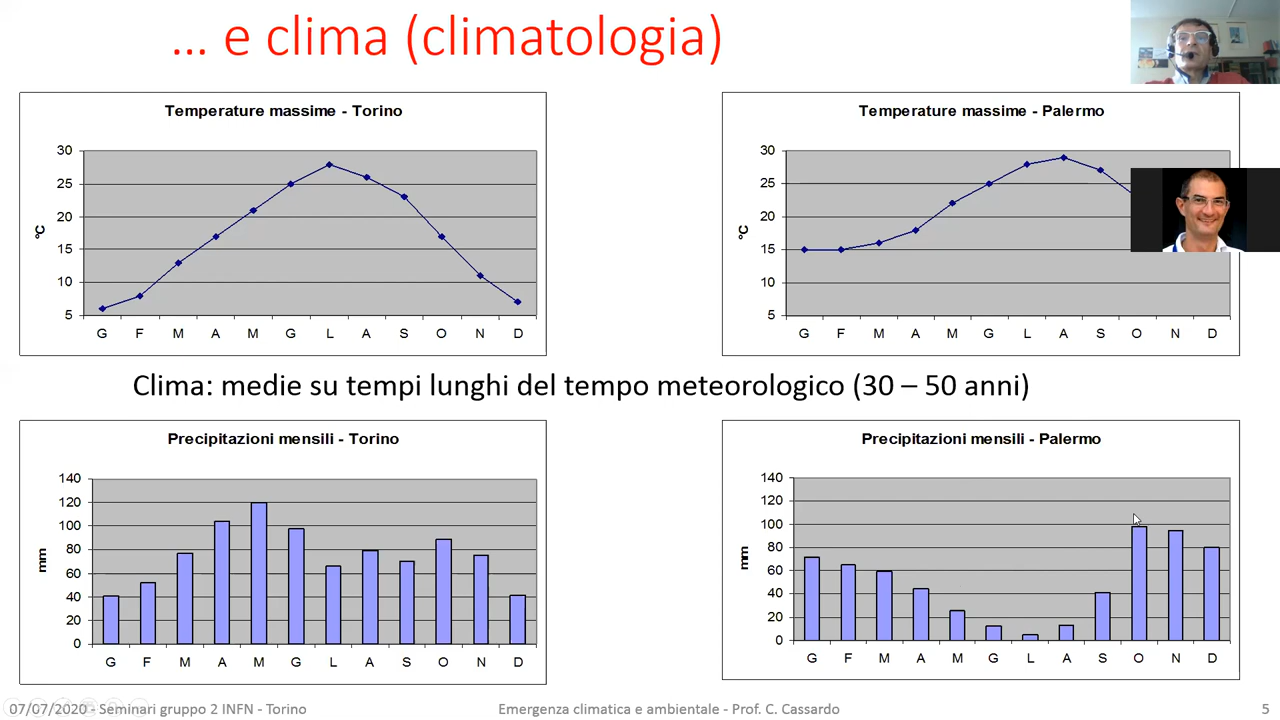 … e clima (climatologia)
Temperature massime - Torino
30
25
20
15
10
5
°C
G F M A M G L A S O N D
Temperature massime - Palermo
30
25
20
15
10
5
°C
G F M A M G L A S O N D
Clima: medie su tempi lunghi del tempo meteorologico (30 – 50 anni)
Precipitazioni mensili - Torino
140
120
100
80
60
40
20
0
mm
G F M A M G L A S O N D
Precipitazioni mensili - Palermo
140
120
100
80
60
40
20
0
mm
G F M A M G L A S O N D
07/07/2020 - Seminari gruppo 2 INFN - Torino
Emergenza climatica e ambientale - Prof. C. Cassardo
5